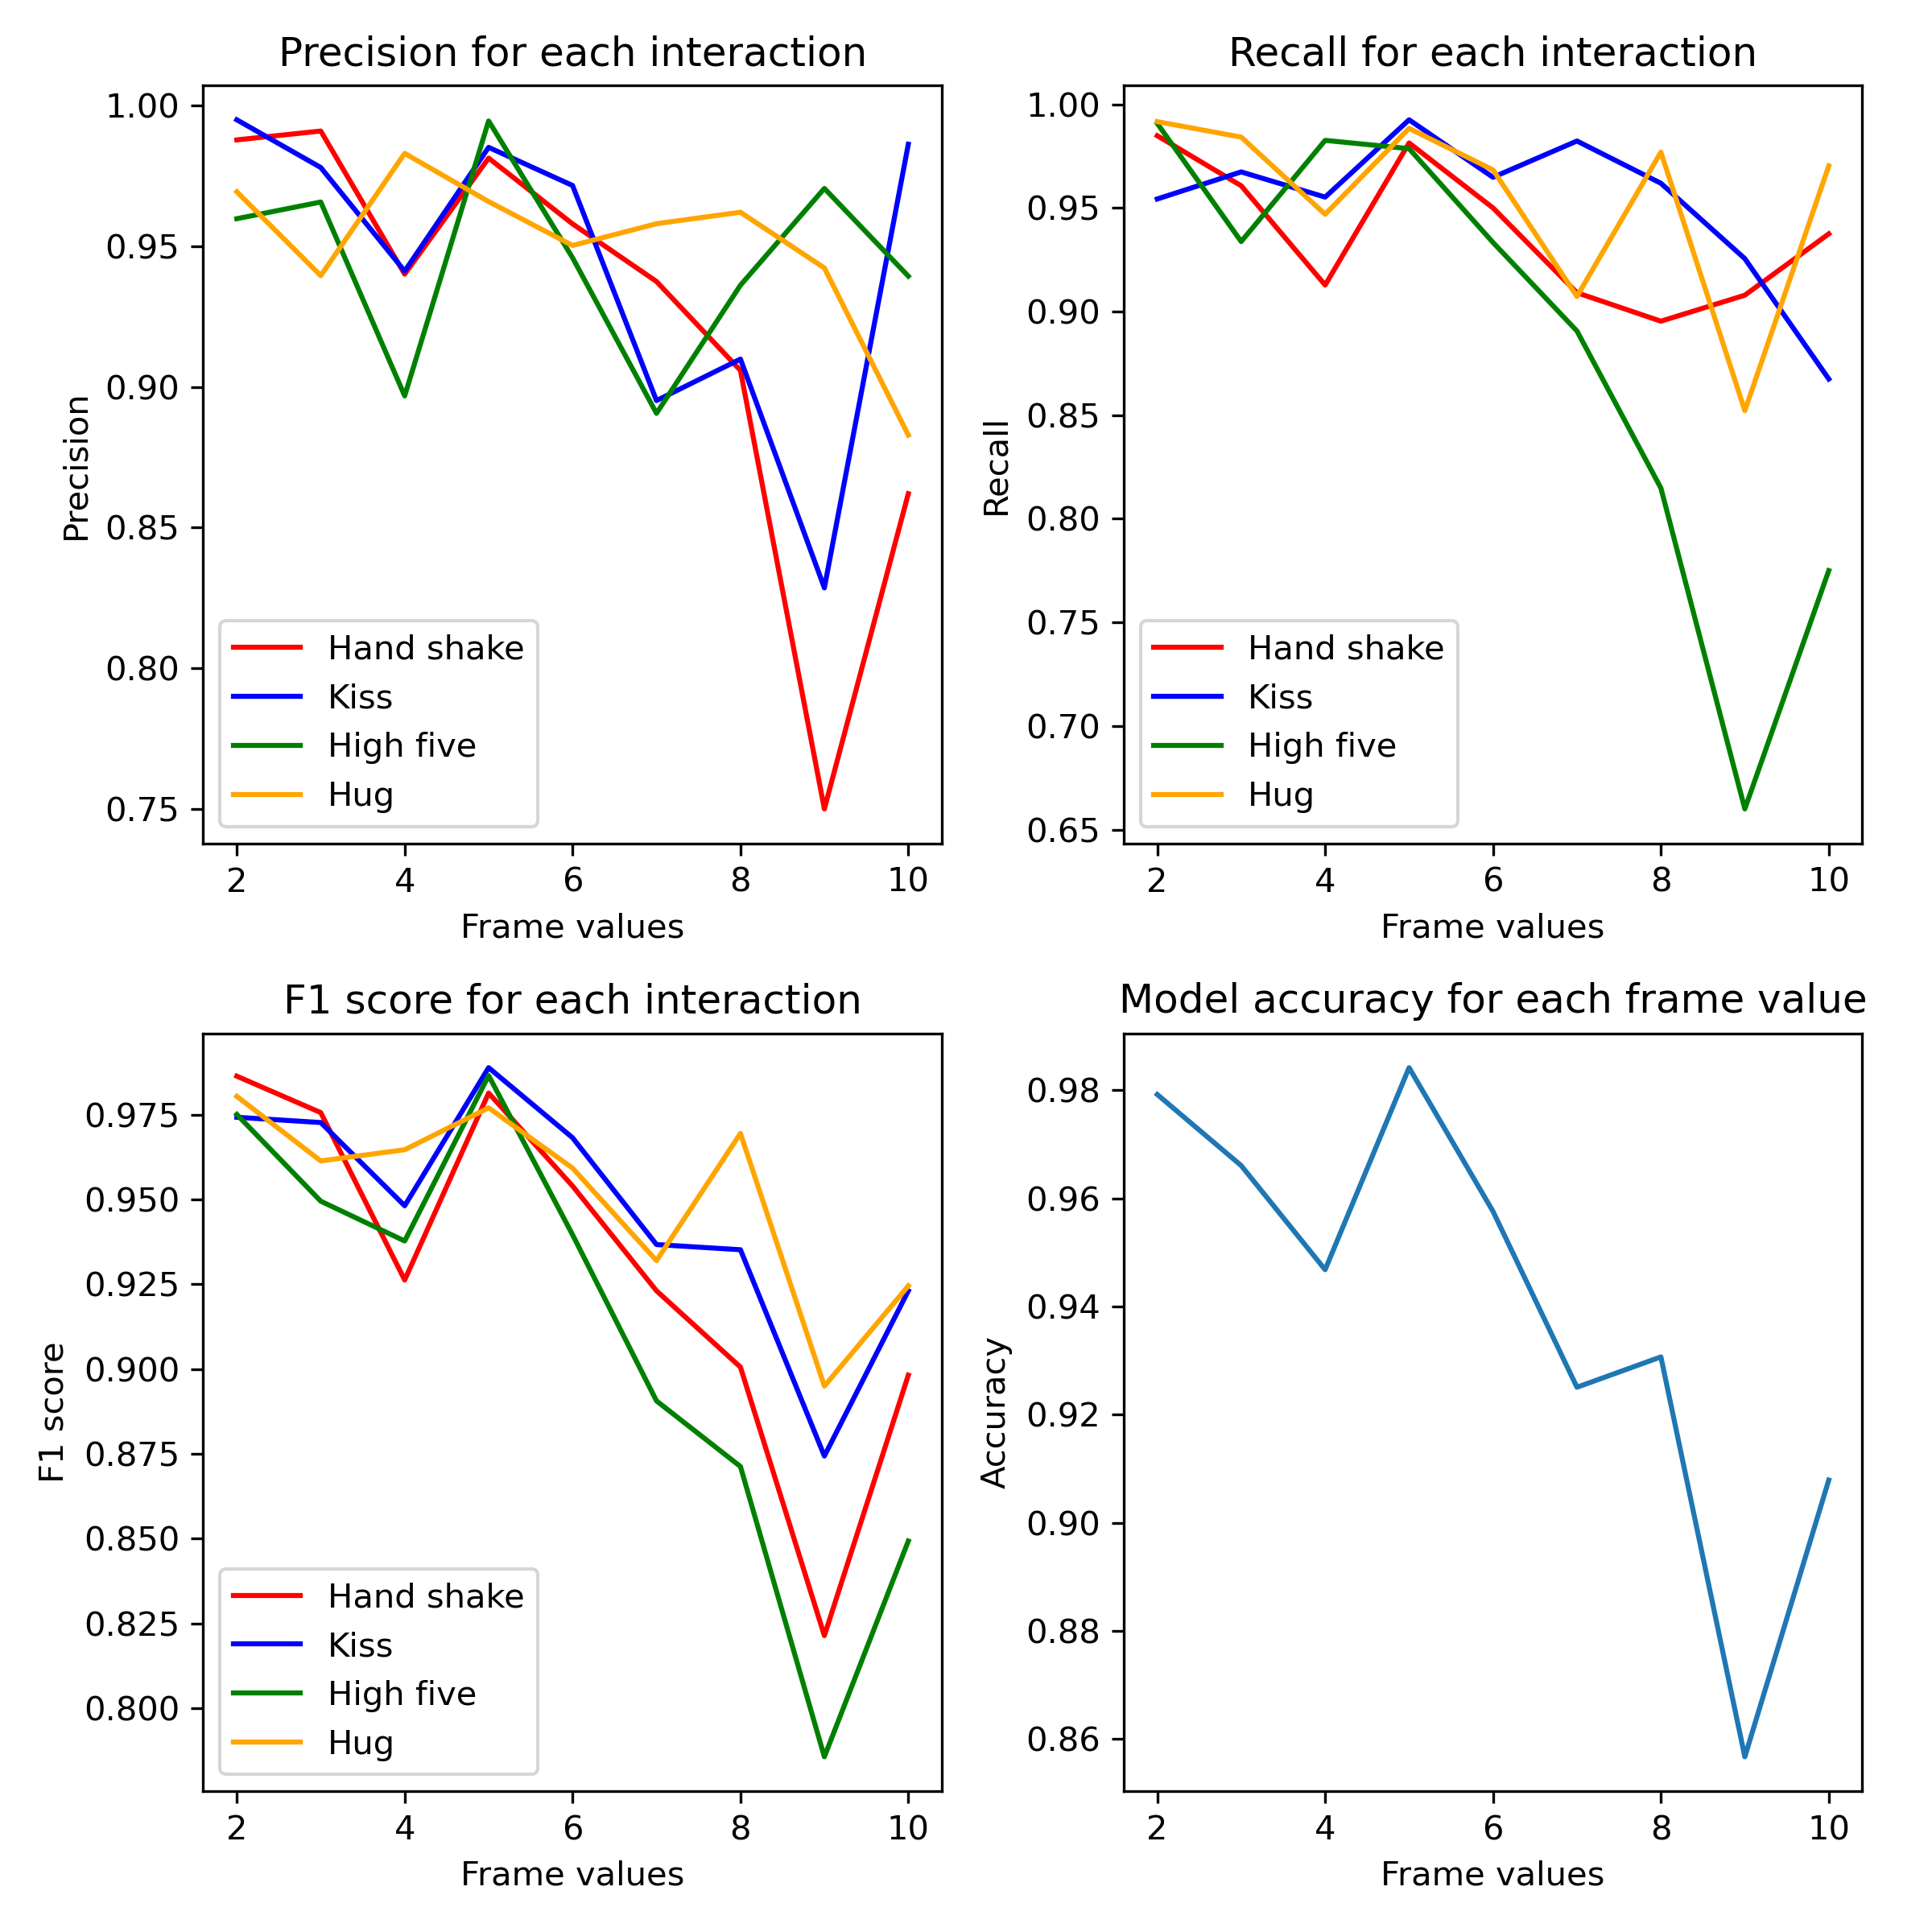 Precision for each interaction
Precision
1.00
0.95
0.90
0.85
0.80
0.75
Hand shake
Kiss
High five
Hug
2 4 6 8 10
Frame values
Recall for each interaction
Recall
1.00
0.95
0.90
0.85
0.80
0.75
0.70
0.65
Hand shake
Kiss
High five
Hug
2 4 6 8 10
Frame values
F1 score for each interaction
F1 score
0.975
0.950
0.925
0.900
0.875
0.850
0.825
0.800
Hand shake
Kiss
High five
Hug
2 4 6 8 10
Frame values
Model accuracy for each frame value
Accuracy
0.98
0.96
0.94
0.92
0.90
0.88
0.86
2 4 6 8 10
Frame values